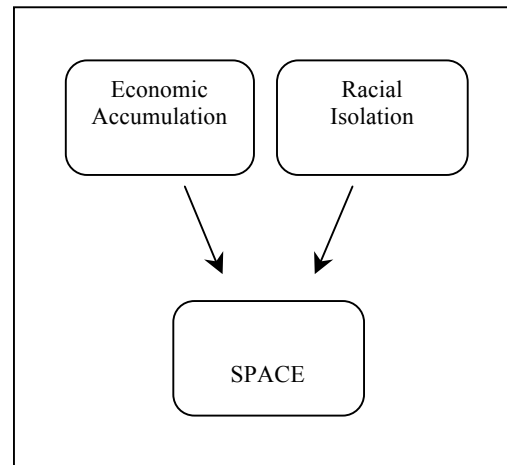 Economic
Accumulation
Racial
Isolation
SPACE